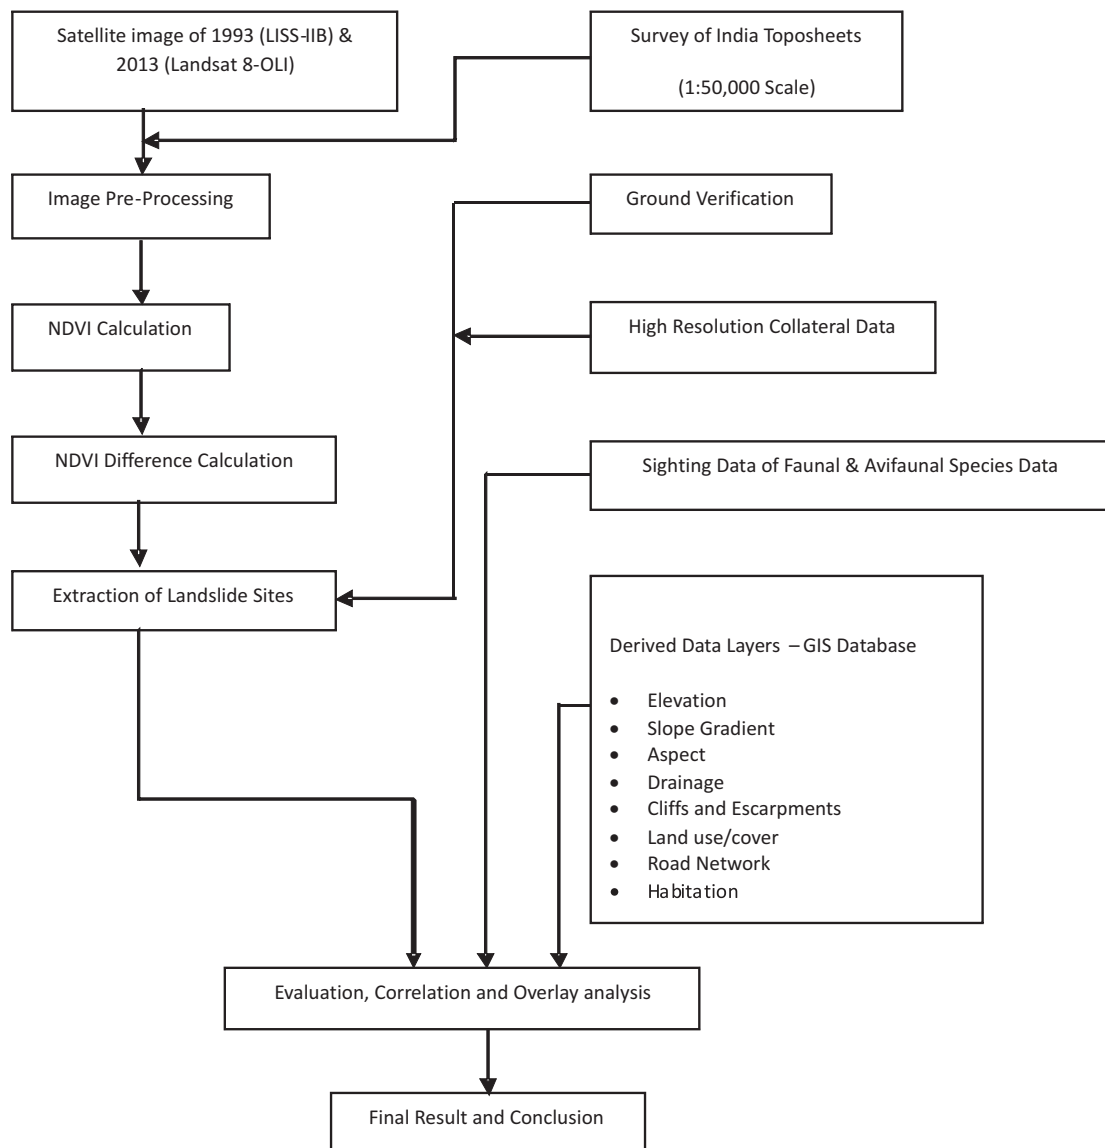 Satellite image of 1993 (LISS-IIB) &
2013 (Landsat 8-OLI)
Survey of India Toposheets
(1:50,000 Scale)
Image Pre-Processing
Ground Verification
NDVI Calculation
High Resolution Collateral Data
NDVI Difference Calculation
Sighting Data of Faunal & Avifaunal Species Data
Extraction of Landslide Sites
Derived Data Layers – GIS Database
• Elevation
• Slope Gradient
• Aspect
• Drainage
• Cliffs and Escarpments
• Land use/cover
• Road Network
• Habitation
Evaluation, Correlation and Overlay analysis
Final Result and Conclusion